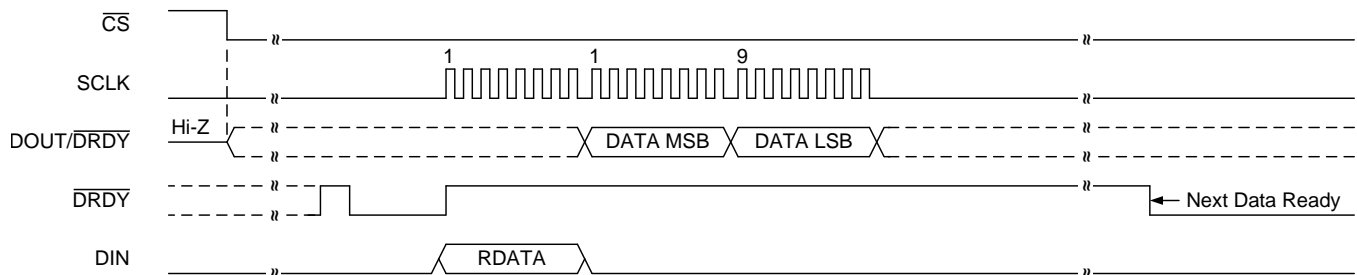 CS
SCLK
1 1 9
Hi-Z
DOUT/DRDY
DATA MSB DATA LSB
DRDY
Next Data Ready
DIN
RDATA